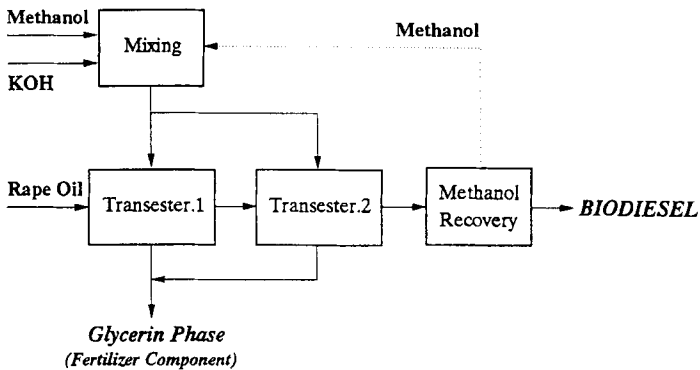 Methanol
Mixing
Methanol
KOH
Rape Oil
Transester.1
Transester.2
Methanol
Recovery
BIODIESEL
Glycerin Phase
(Fertilizer Component)